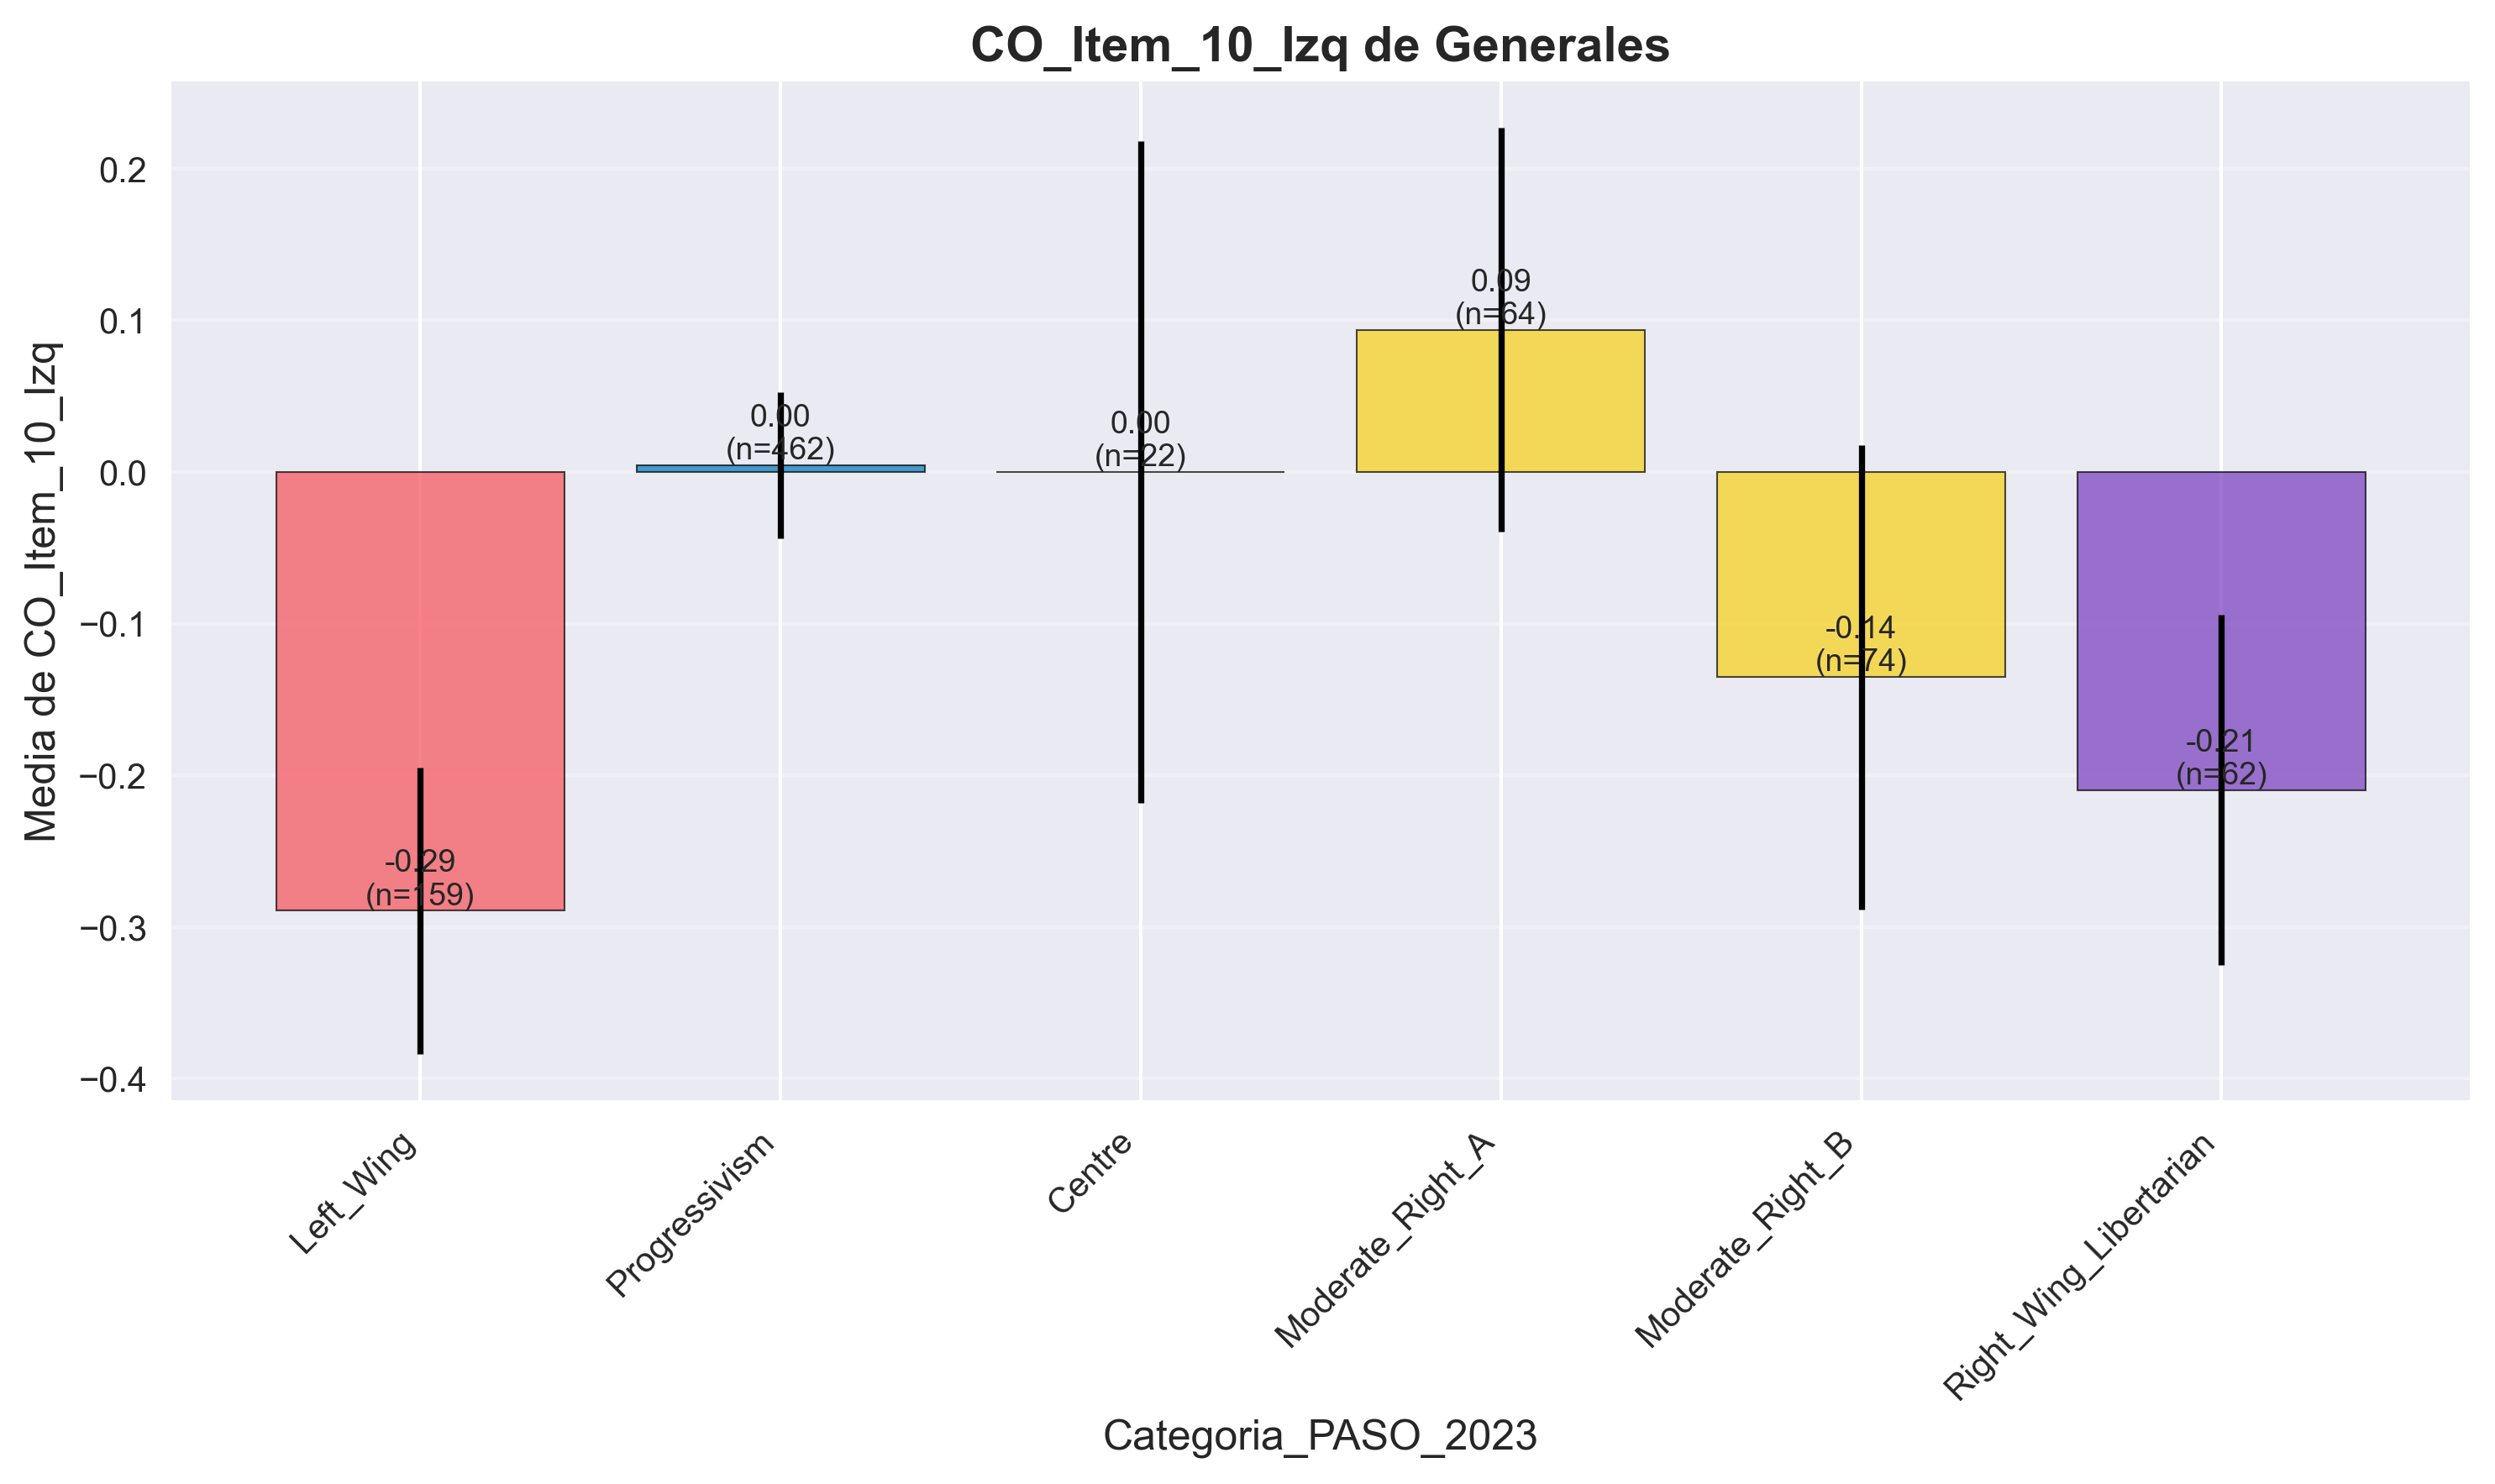 CO_Item_10_Izq de Generales
Media de CO_Item_10_Izq
0.2
0.1
0.0
−0.1
−0.2
−0.3
−0.4
-0.29
(n=159)
0.00
(n=462)
0.00
(n=22)
0.09
(n=64)
-0.14
(n=74)
-0.21
(n=62)
Left_Wing
Progressivism
Centre
Moderate_Right_A
Moderate_Right_B
Right_Wing_Libertarian
Categoria_PASO_2023